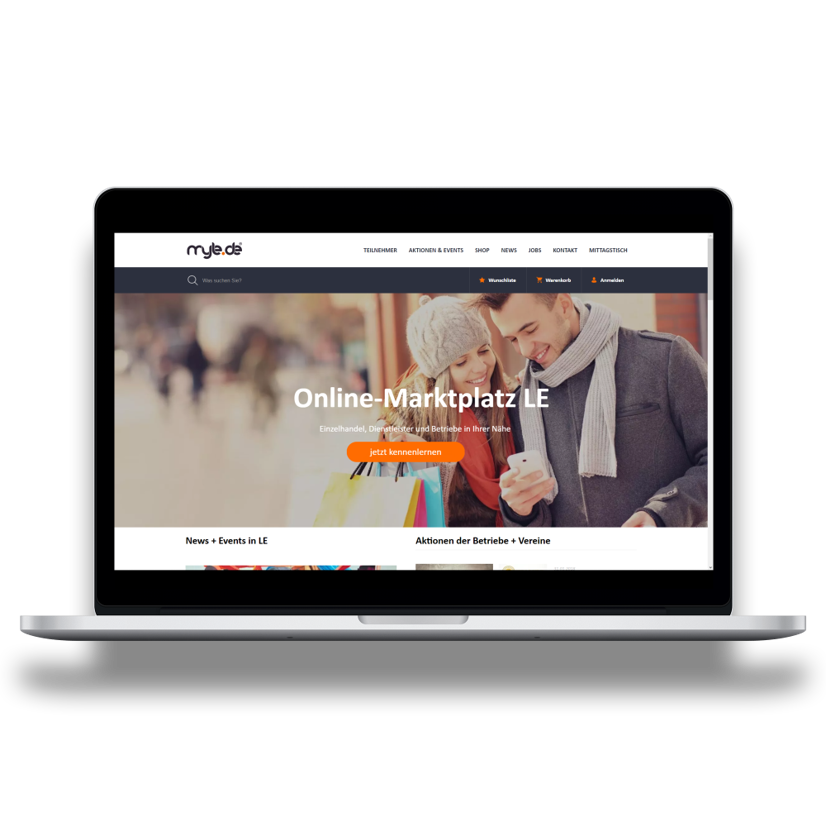 myle.de
TEILNEHMER AKTIONEN & EVENTS SHOP NEWS JOBS KONTAKT MITTAGSTISCH
Was suchen Sie? Wunschliste Warenkorb Anmelden
Online-Marktplatz LE
Einzelhandel, Dienstleister und Betriebe in Ihrer Nähe
jetzt kennenlernen
News + Events in LE Aktionen der Betriebe + Vereine